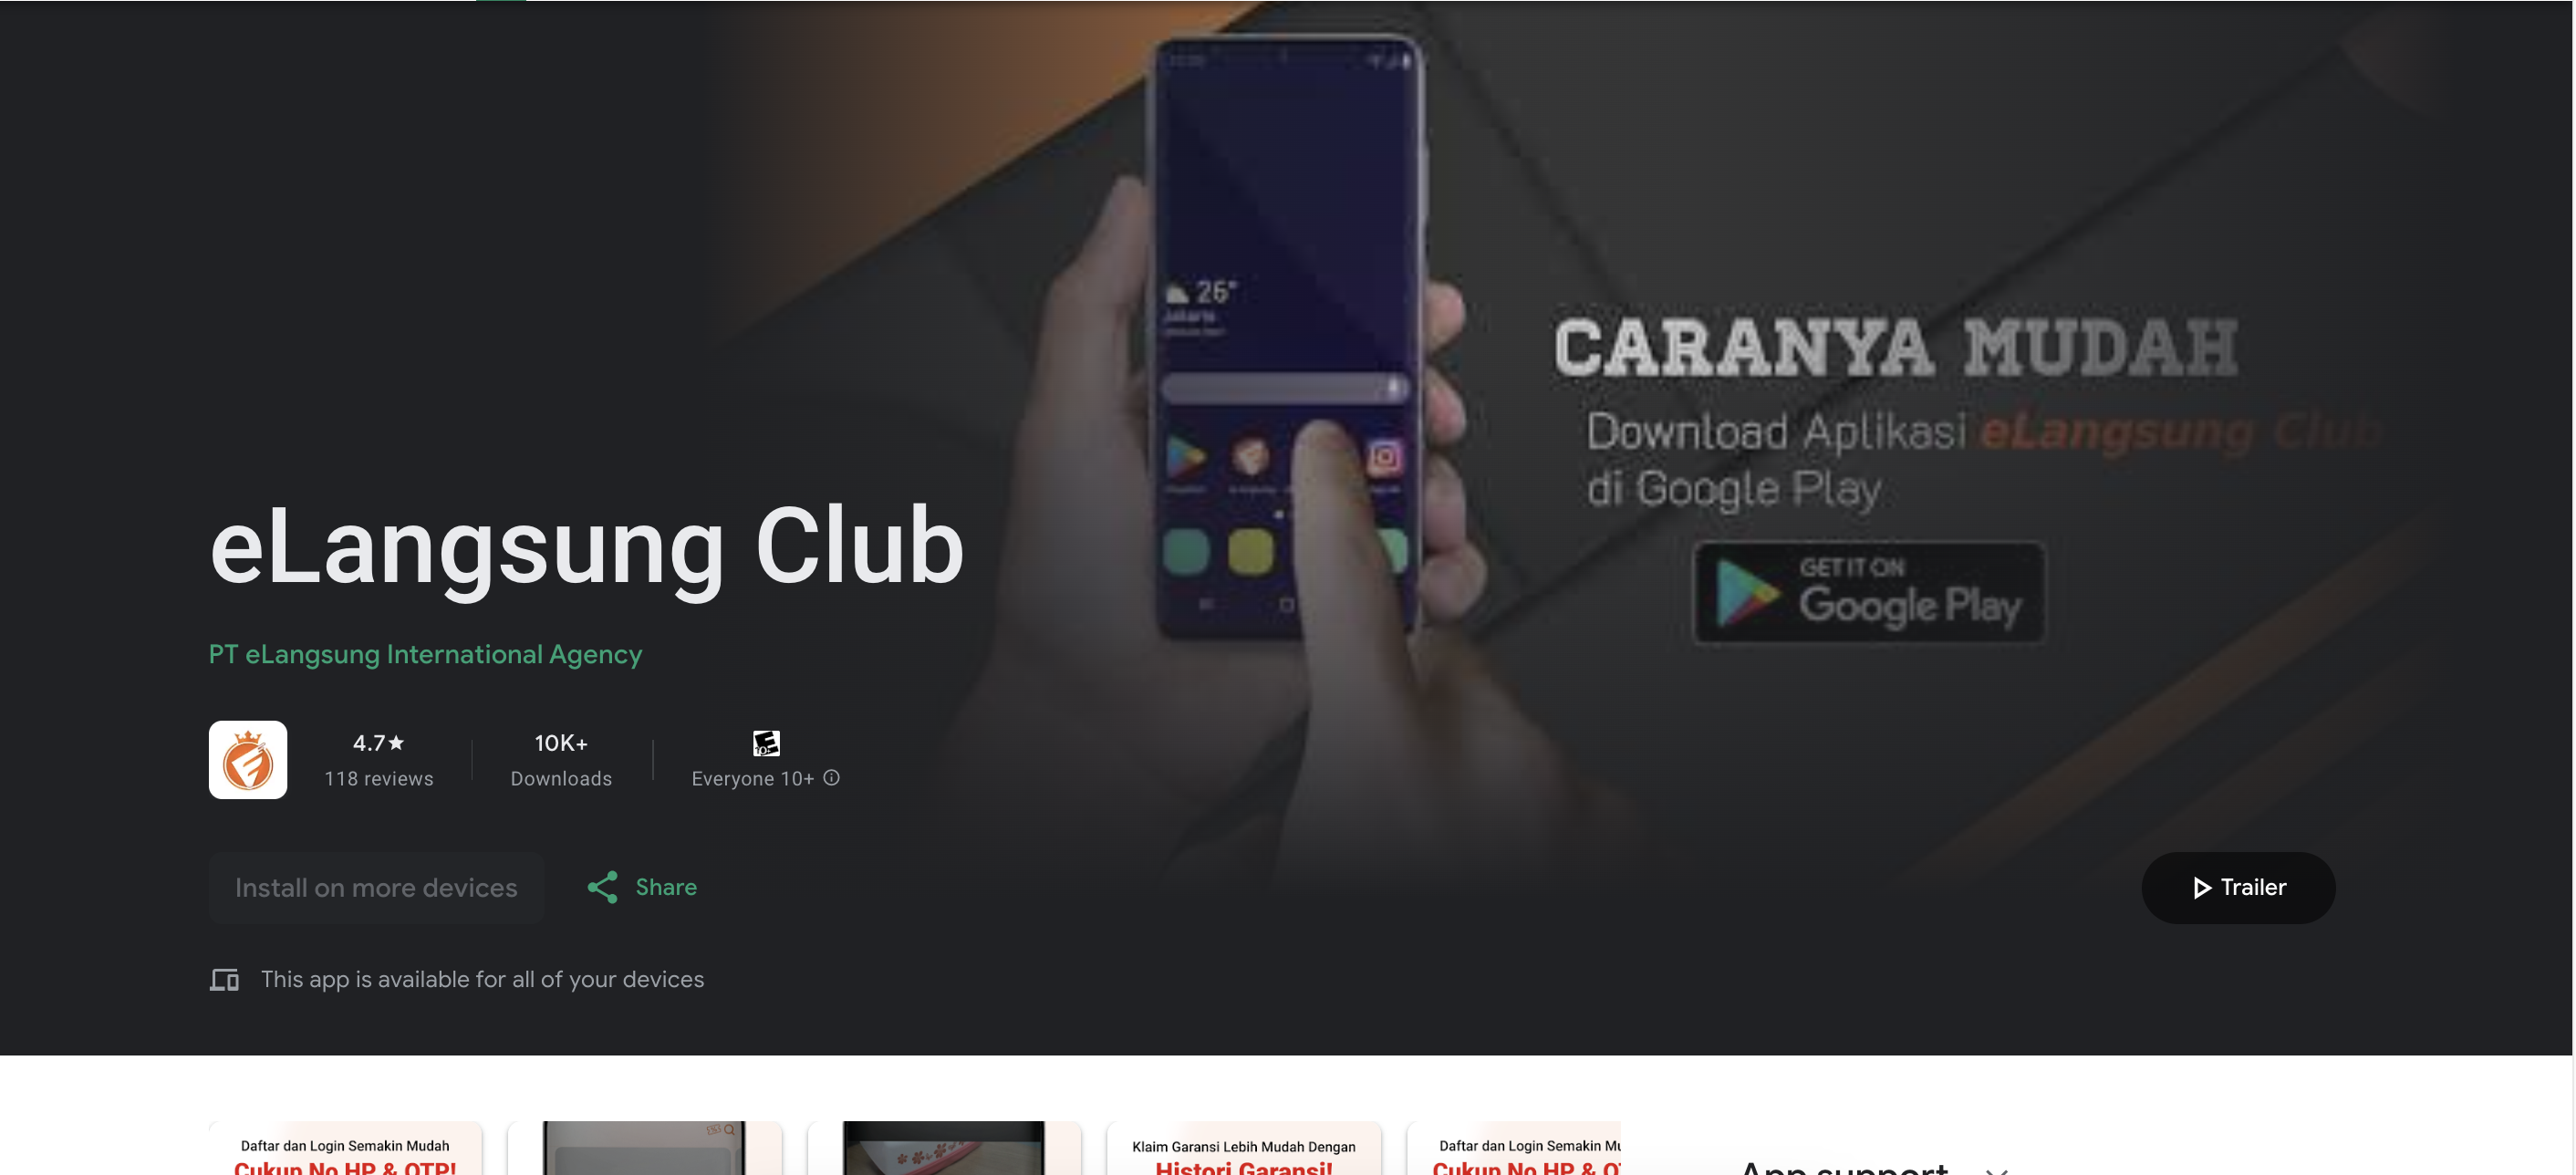 26°
Jakarta
CARANYA MUDAH
Download Aplikasi eLangsung Club
di Google Play
GET IT ON
Google Play
eLangsung Club
PT eLangsung International Agency
4.7★
118 reviews
10K+
Downloads
Everyone 10+
Install on more devices
Share
Trailer
This app is available for all of your devices
Daftar dan Login Semakin Mudah
Cukup No HP & OTP!
Klaim Garansi Lebih Mudah Dengan
Histori Garansi!
Daftar dan Login Semakin Mu
Cukup No HP & O
App support